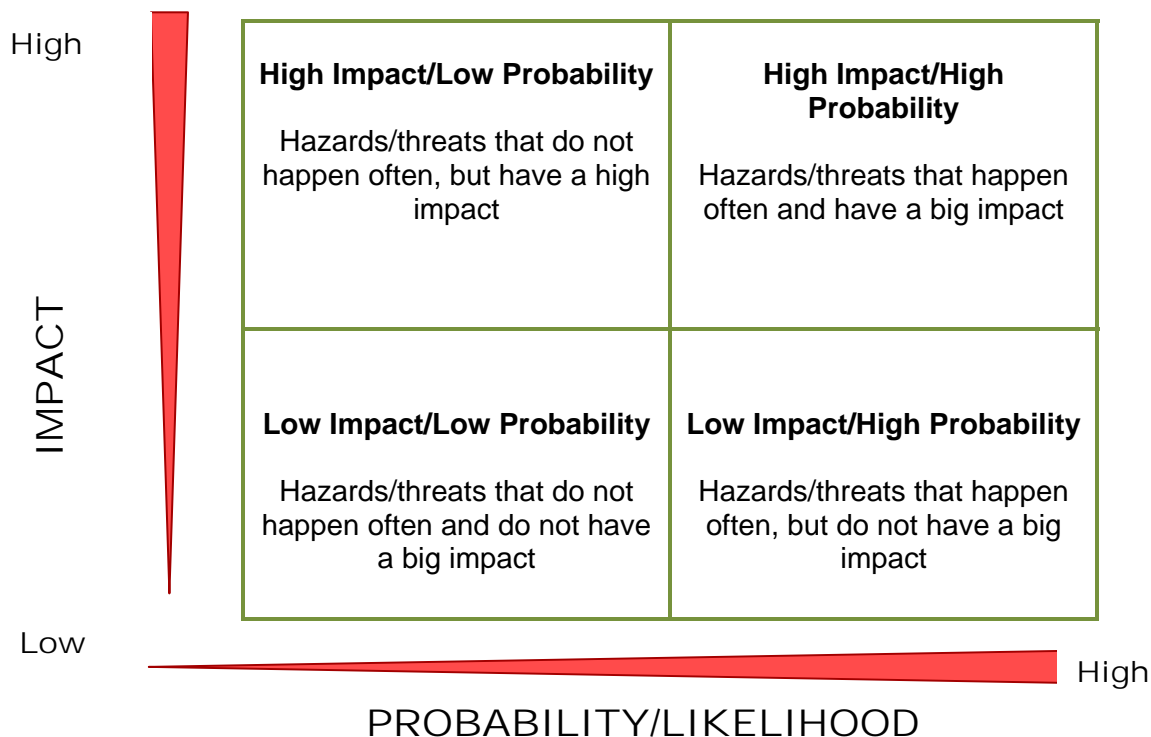 High
High Impact/Low Probability
Hazards/threats that do not
happen often, but have a high
impact
High Impact/High
Probability
Hazards/threats that happen
often and have a big impact
IMPACT
Low Impact/Low Probability
Hazards/threats that do not
happen often and do not have
a big impact
Low Impact/High Probability
Hazards/threats that happen
often, but do not have a big
impact
Low
High
PROBABILITY/LIKELIHOOD